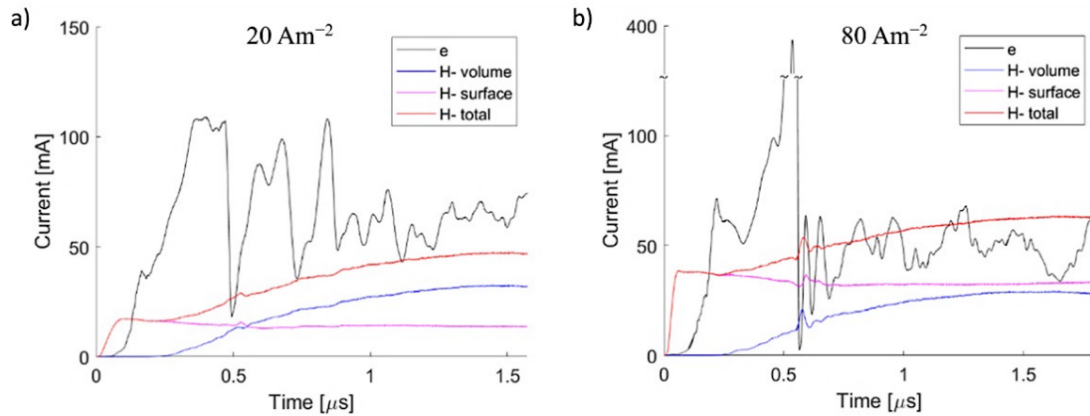 a)
20 Am⁻²
150
100
50
0
Current [mA]
e
H- volume
H- surface
H- total
0
0.5
1
1.5
Time [μs]
b)
80 Am⁻²
400
300
100
50
0
Current [mA]
e
H- volume
H- surface
H- total
0
0.5
1
1.5
Time [μs]